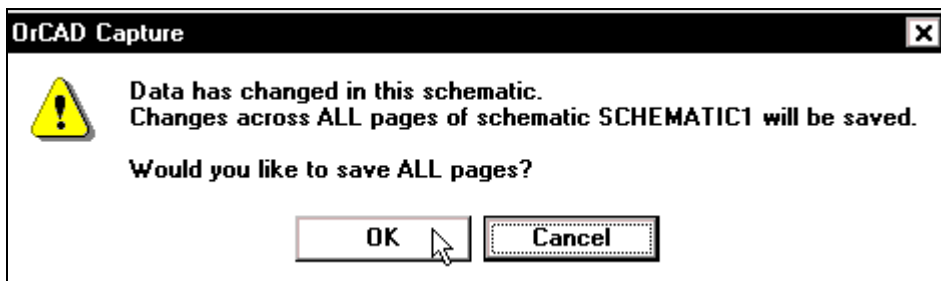 OrCAD Capture
Data has changed in this schematic.
Changes across ALL pages of schematic SCHEMATIC1 will be saved.
Would you like to save ALL pages?
OK
Cancel